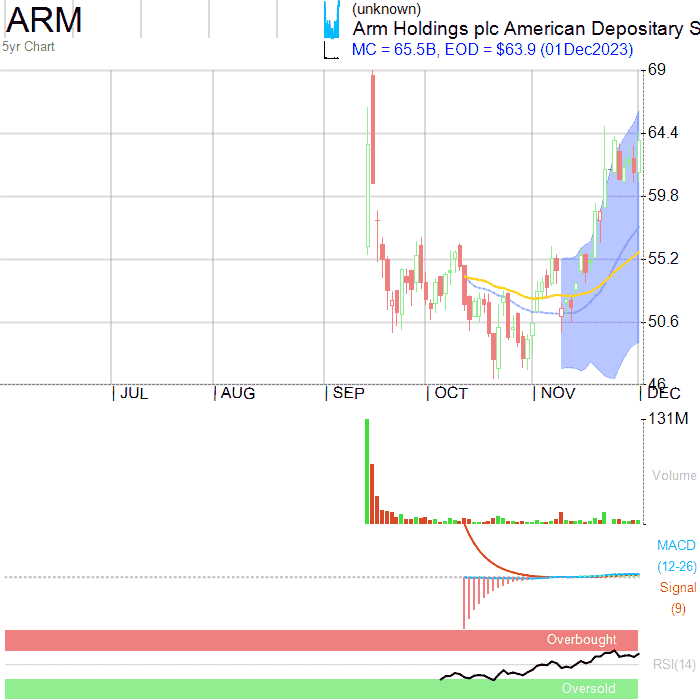 ARM
5yr Chart
(unknown)
Arm Holdings plc American Depositary S
MC = 65.5B, EOD = $63.9 (01Dec2023)
69
64.4
59.8
55.2
50.6
46
JUL AUG SEP OCT NOV DEC
131M
Volume
MACD
(12-26)
Signal
(9)
Overbought
RSI(14)
Oversold